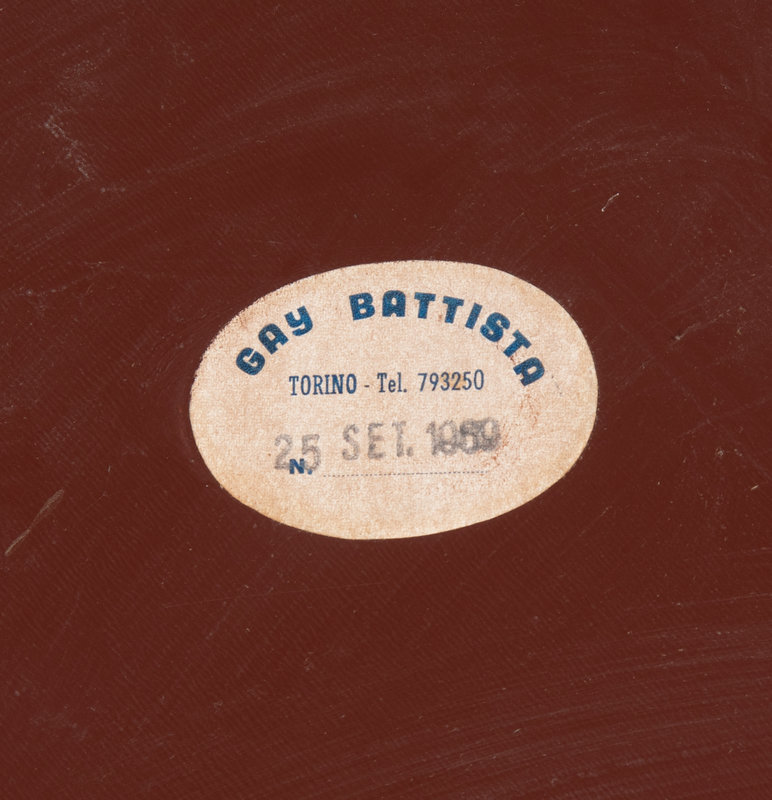 GAY BATTISTA
TORINO - Tel. 793250
25 SET. 1959
N.